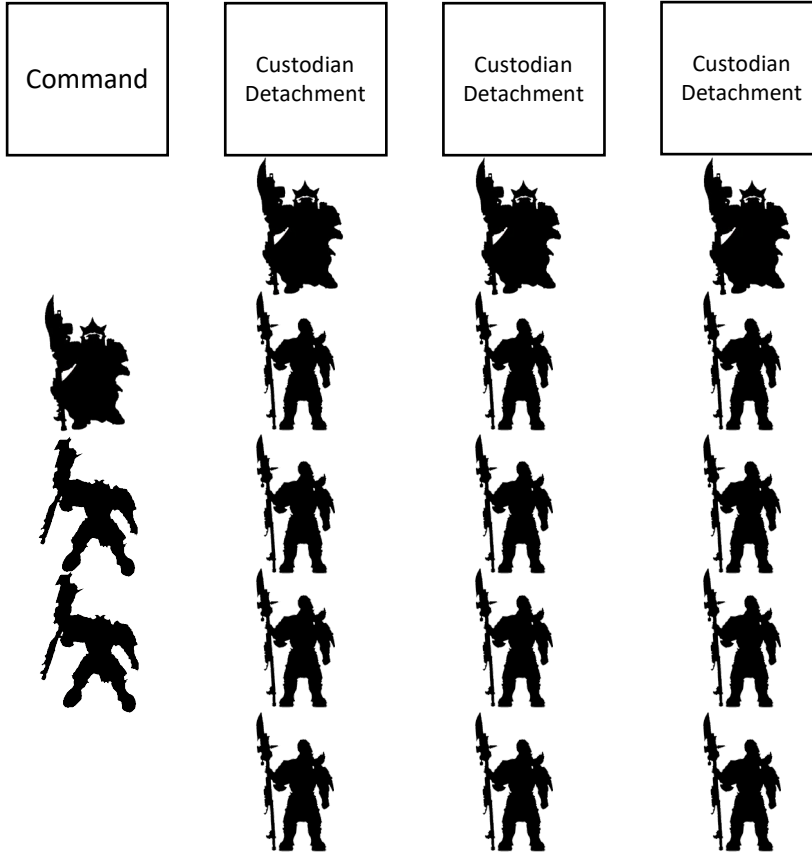 Command
Custodian
Detachment
Custodian
Detachment
Custodian
Detachment